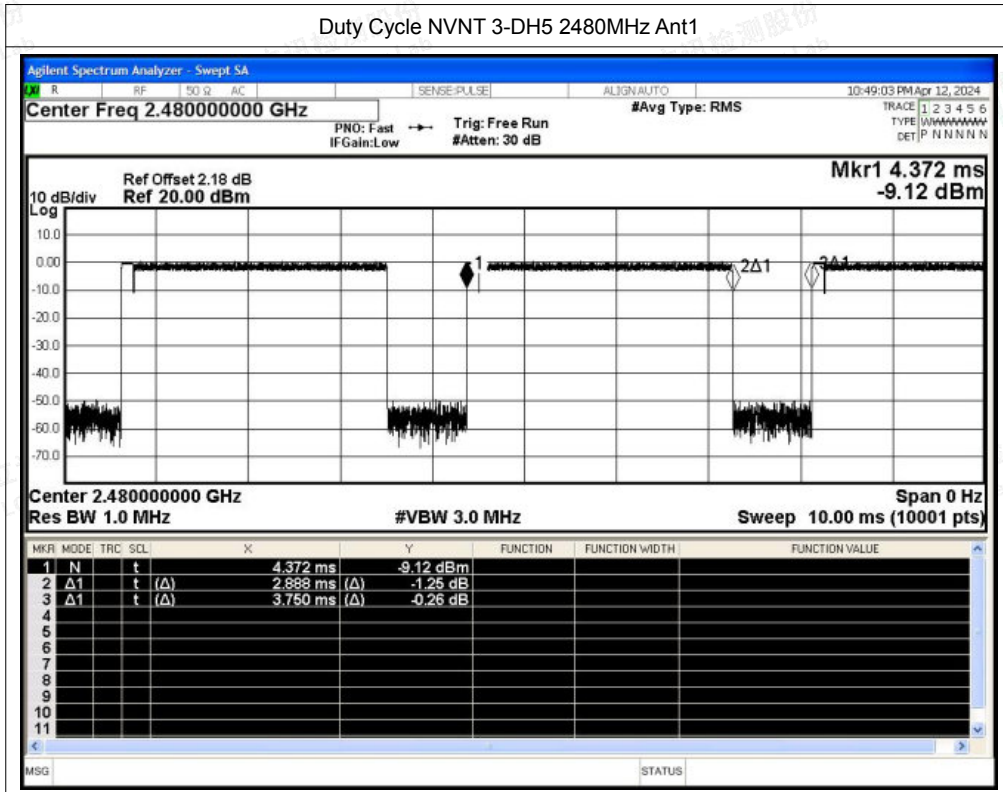 Duty Cycle NVNT 3-DH5 2480MHz Ant1
Agilent Spectrum Analyzer - Swept SA
LXI R RF 50 Ω AC SENSE:PULSE ALIGNAUTO 10:49:03 PM Apr 12, 2024
Center Freq 2.480000000 GHz #Avg Type: RMS TRACE 1 2 3 4 5 6
PNO: Fast Trig: Free Run TYPE WWWWWW
IFGain:Low #Atten: 30 dB DET P N N N N N
Mkr1 4.372 ms
-9.12 dBm
Ref Offset 2.18 dB
10 dB/div Ref 20.00 dBm
Log
10.0
0.00
1
2Δ1
3Δ1
-10.0
-20.0
-30.0
-40.0
-50.0
-60.0
-70.0
Center 2.480000000 GHz Span 0 Hz
Res BW 1.0 MHz #VBW 3.0 MHz Sweep 10.00 ms (10001 pts)
MKR MODE TRC SCL X Y FUNCTION FUNCTION WIDTH FUNCTION VALUE
1 N t 4.372 ms -9.12 dBm
2 Δ1 t (Δ) 2.888 ms (Δ) -1.25 dB
3 Δ1 t (Δ) 3.750 ms (Δ) -0.26 dB
4
5
6
7
8
9
10
11
MSG STATUS